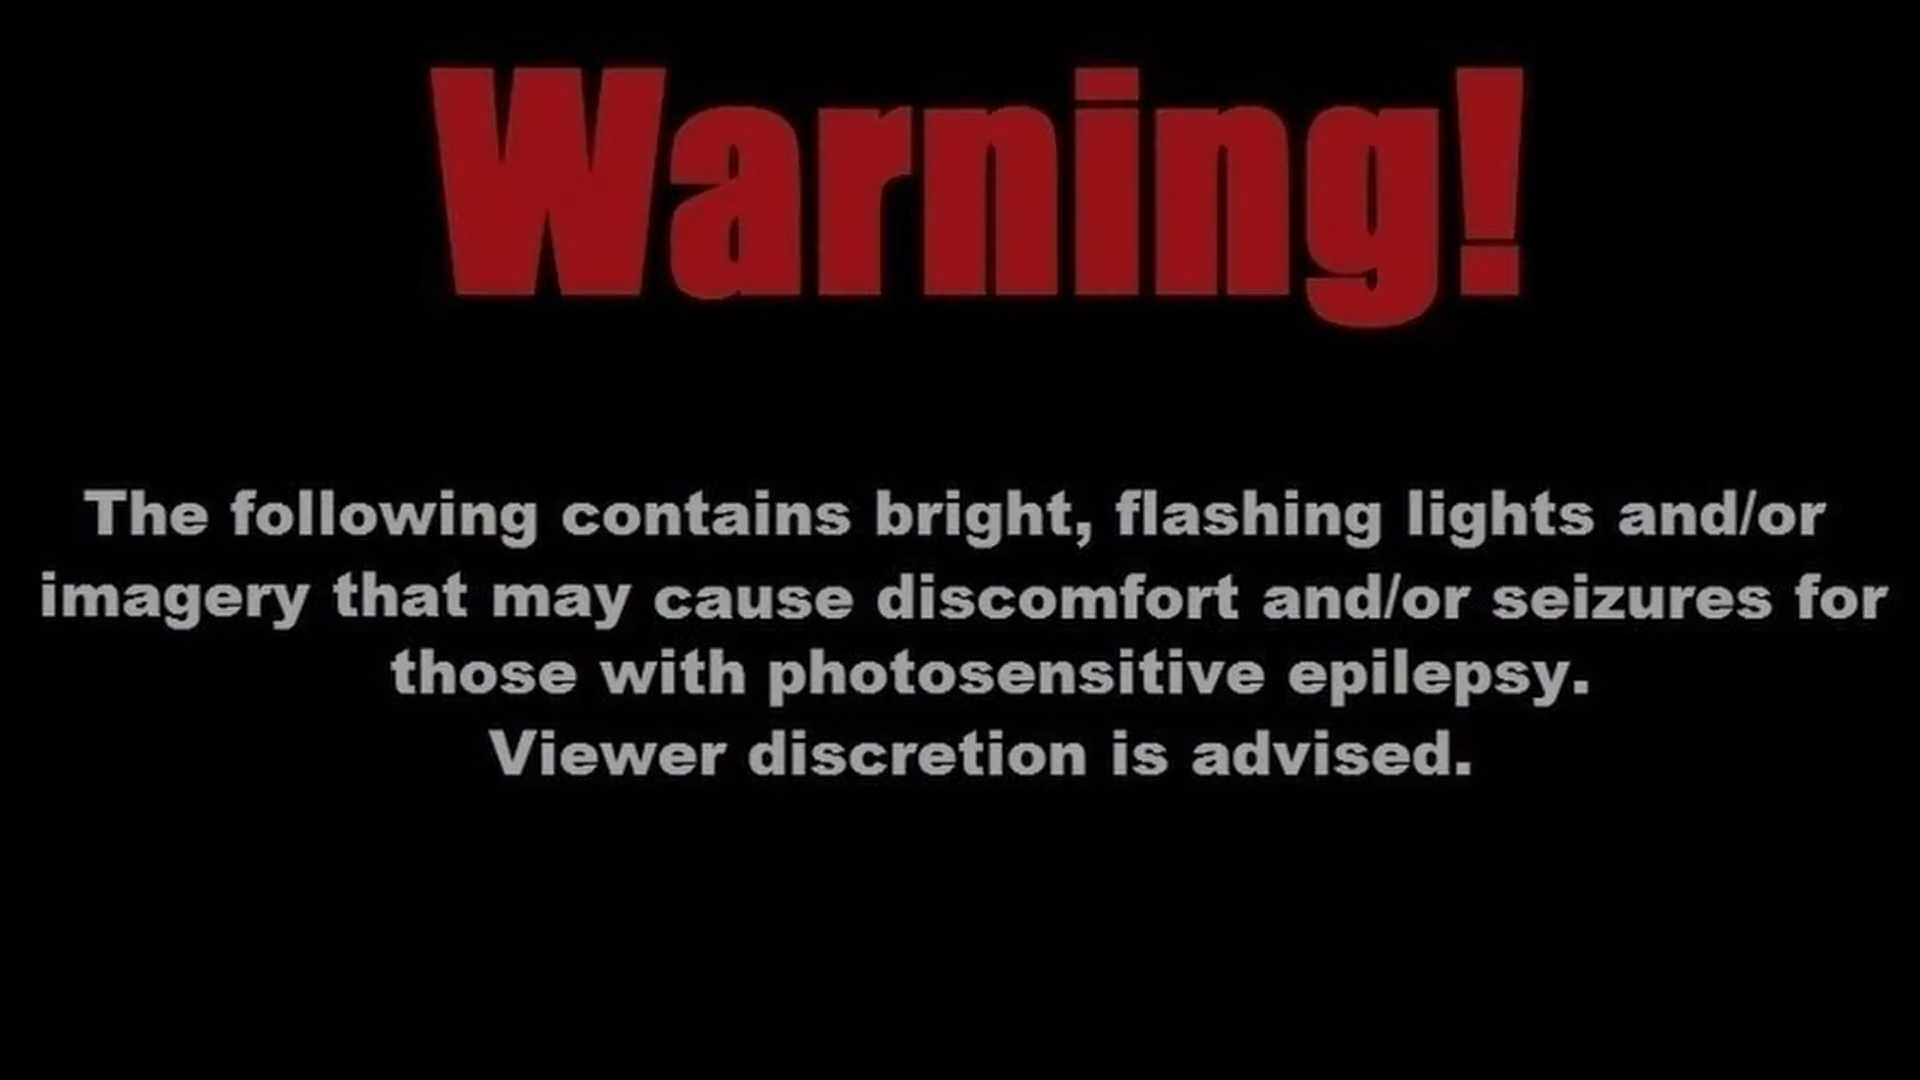 Warning!
The following contains bright, flashing lights and/or
imagery that may cause discomfort and/or seizures for
those with photosensitive epilepsy.
Viewer discretion is advised.